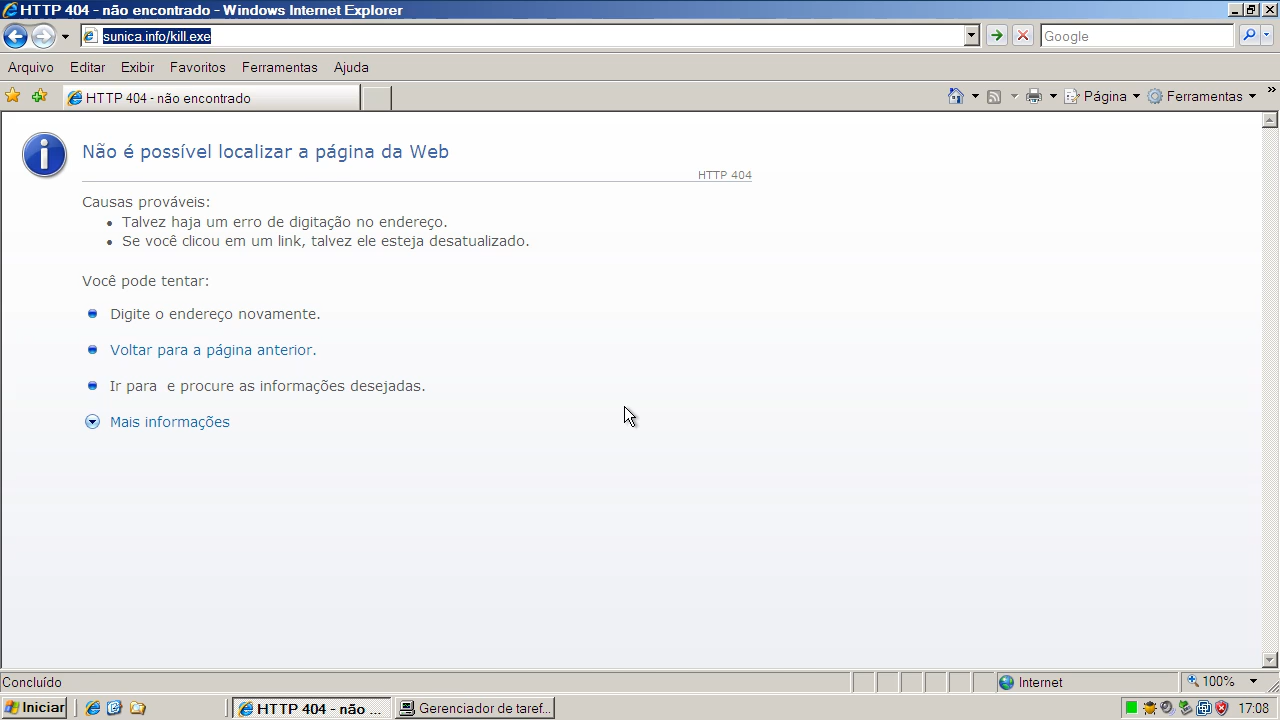 HTTP 404 - não encontrado - Windows Internet Explorer
sunica.info/kill.exe
Google
Arquivo Editar Exibir Favoritos Ferramentas Ajuda
HTTP 404 - não encontrado
Página Ferramentas
Não é possível localizar a página da Web
HTTP 404
Causas prováveis:
Talvez haja um erro de digitação no endereço.
Se você clicou em um link, talvez ele esteja desatualizado.
Você pode tentar:
Digite o endereço novamente.
Voltar para a página anterior.
Ir para e procure as informações desejadas.
Mais informações
Concluído
Internet
100%
Iniciar
HTTP 404 - não ...
Gerenciador de taref...
17:08